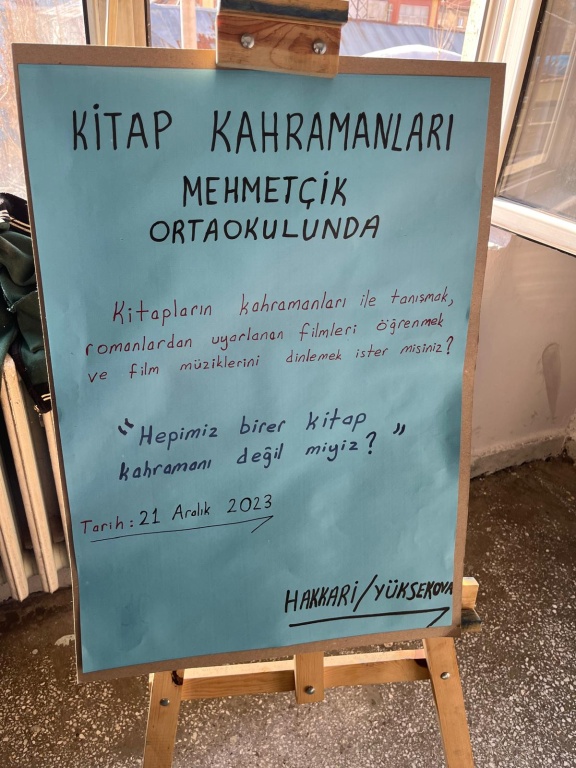 KİTAP KAHRAMANLARI
MEHMETÇİK
ORTAOKULUNDA
Kitapların kahramanları ile tanışmak,
romanlardan uyarlanan filmleri öğrenmek
ve film müziklerini dinlemek ister misiniz?
"Hepimiz birer kitap
kahramanı değil miyiz?"
Tarih: 21 Aralık 2023
HAKKARİ/YÜKSEKOVA